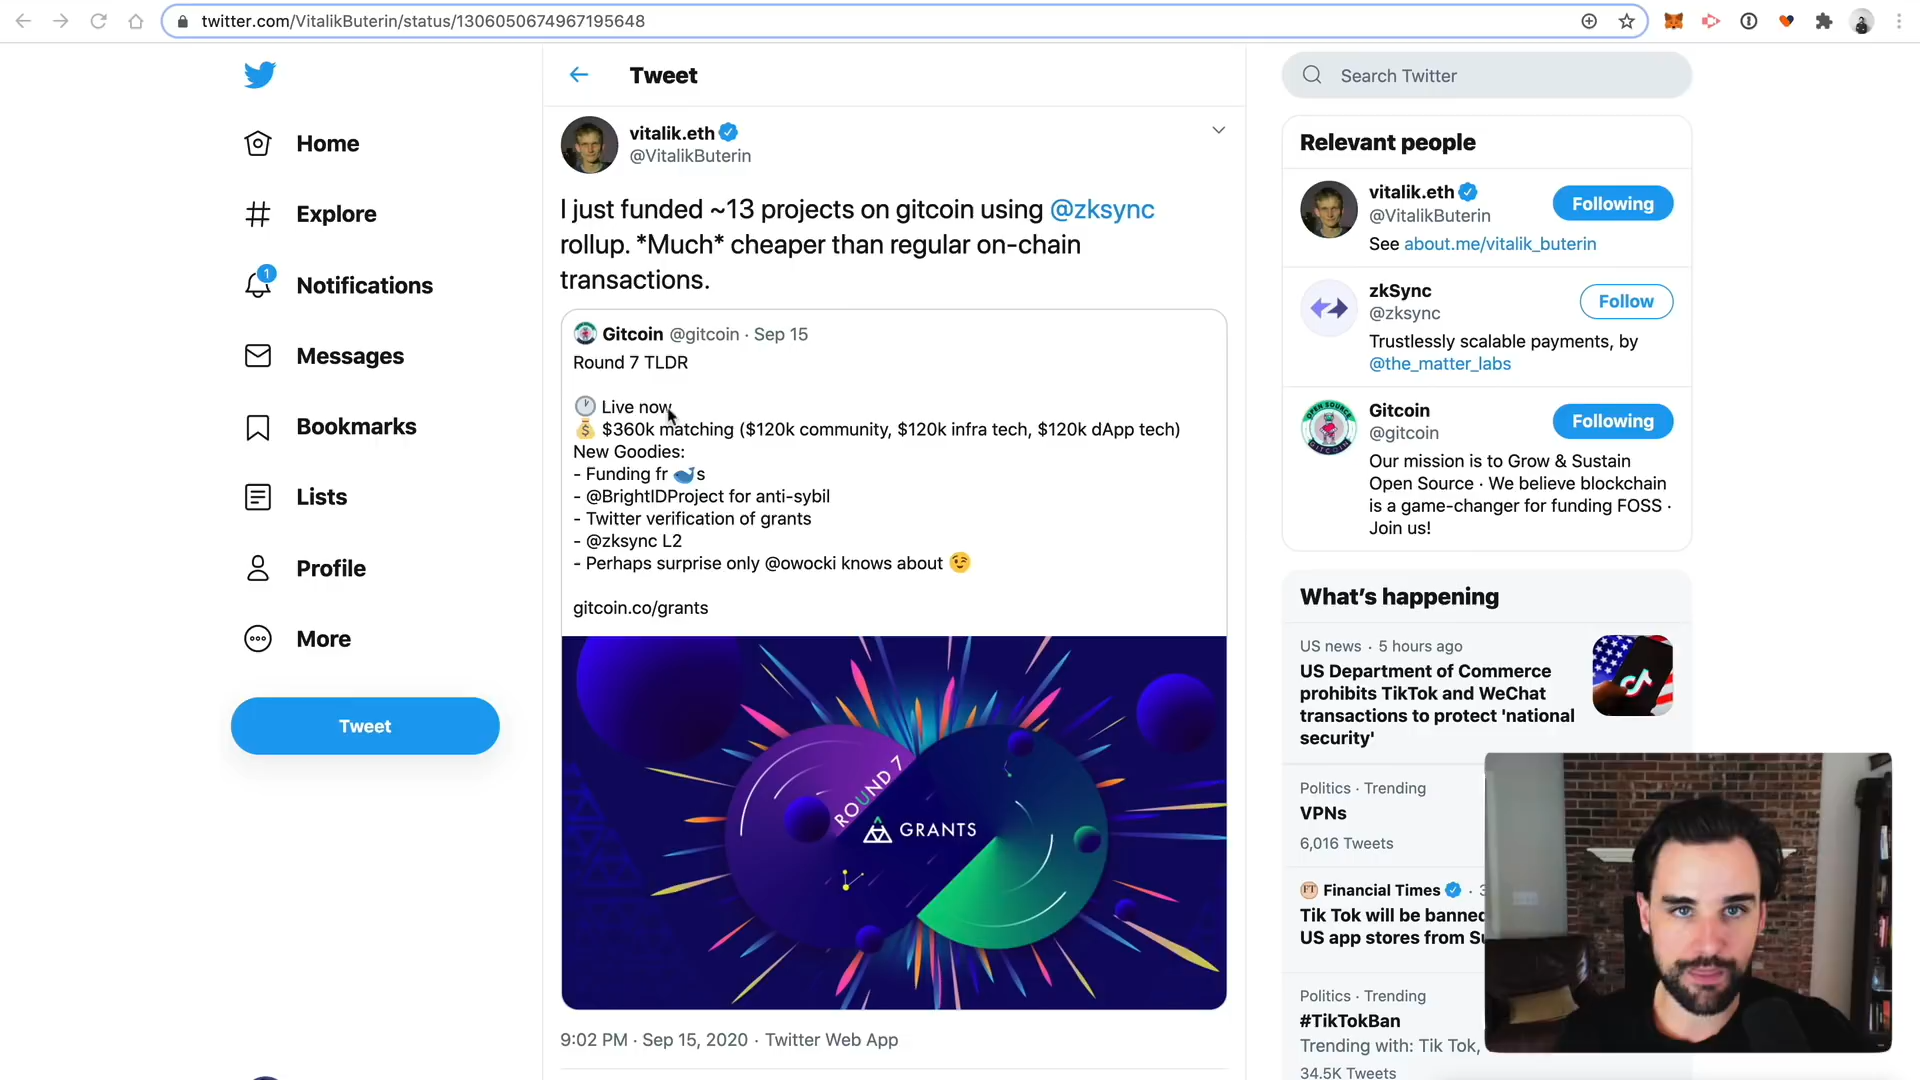 twitter.com/VitalikButerin/status/1306050674967195648
Home
Explore
1
Notifications
Messages
Bookmarks
Lists
Profile
More
Tweet
Tweet
vitalik.eth
@VitalikButerin
I just funded ~13 projects on gitcoin using @zksync
rollup. *Much* cheaper than regular on-chain
transactions.
Gitcoin @gitcoin · Sep 15
Round 7 TLDR
🕐 Live now
💰 $360k matching ($120k community, $120k infra tech, $120k dApp tech)
New Goodies:
- Funding fr 🐋s
- @BrightIDProject for anti-sybil
- Twitter verification of grants
- @zksync L2
- Perhaps surprise only @owocki knows about 😉
gitcoin.co/grants
ROUND 7
GRANTS
9:02 PM · Sep 15, 2020 · Twitter Web App
Search Twitter
Relevant people
vitalik.eth
@VitalikButerin
Following
See about.me/vitalik_buterin
zkSync
@zksync
Follow
Trustlessly scalable payments, by
@the_matter_labs
Gitcoin
@gitcoin
Following
Our mission is to Grow & Sustain
Open Source · We believe blockchain
is a game-changer for funding FOSS ·
Join us!
What's happening
US news · 5 hours ago
US Department of Commerce
prohibits TikTok and WeChat
transactions to protect 'national
security'
Politics · Trending
VPNs
6,016 Tweets
FT Financial Times · 3
Tik Tok will be banned
US app stores from Su
Politics · Trending
#TikTokBan
Trending with: Tik Tok,
34.5K Tweets